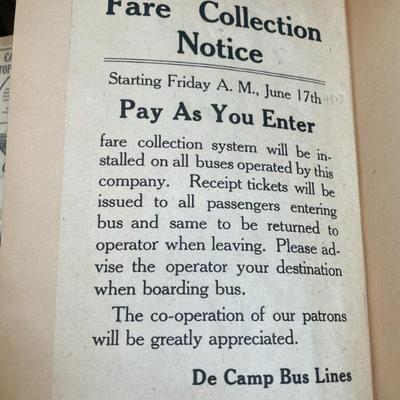 Fare Collection
Notice
Starting Friday A. M., June 17th
Pay As You Enter
fare collection system will be in-
stalled on all buses operated by this
company. Receipt tickets will be
issued to all passengers entering
bus and same to be returned to
operator when leaving. Please ad-
vise the operator your destination
when boarding bus.
The co-operation of our patrons
will be greatly appreciated.
De Camp Bus Lines